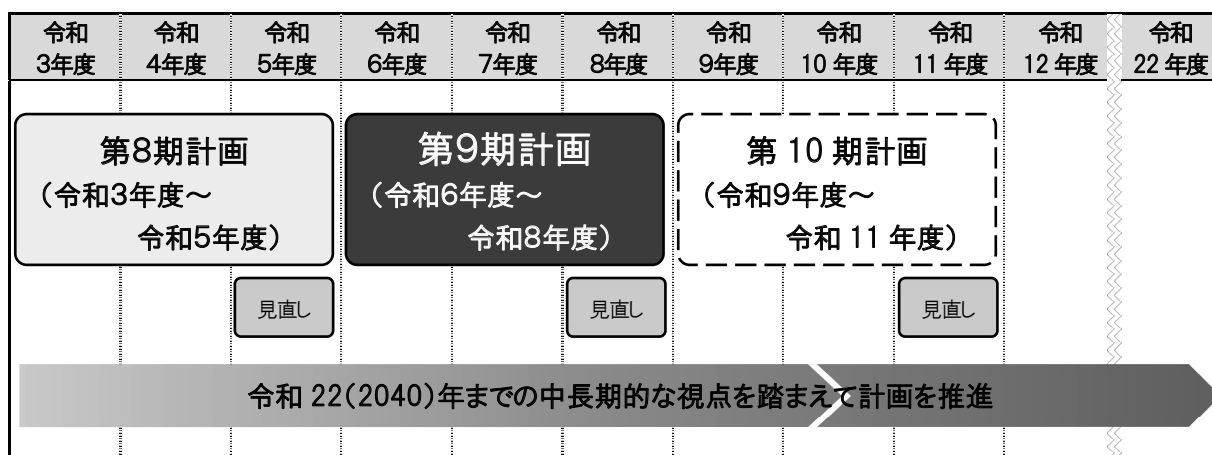 令和 令和 令和 令和 令和 令和 令和 令和 令和 令和 令和
3年度 4年度 5年度 6年度 7年度 8年度 9年度 10 年度 11 年度 12 年度 22 年度
第8期計画
(令和3年度～
令和5年度)
第9期計画
(令和6年度～
令和8年度)
第 10 期計画
(令和9年度～
令和 11 年度)
見直し 見直し 見直し
令和 22(2040)年までの中長期的な視点を踏まえて計画を推進